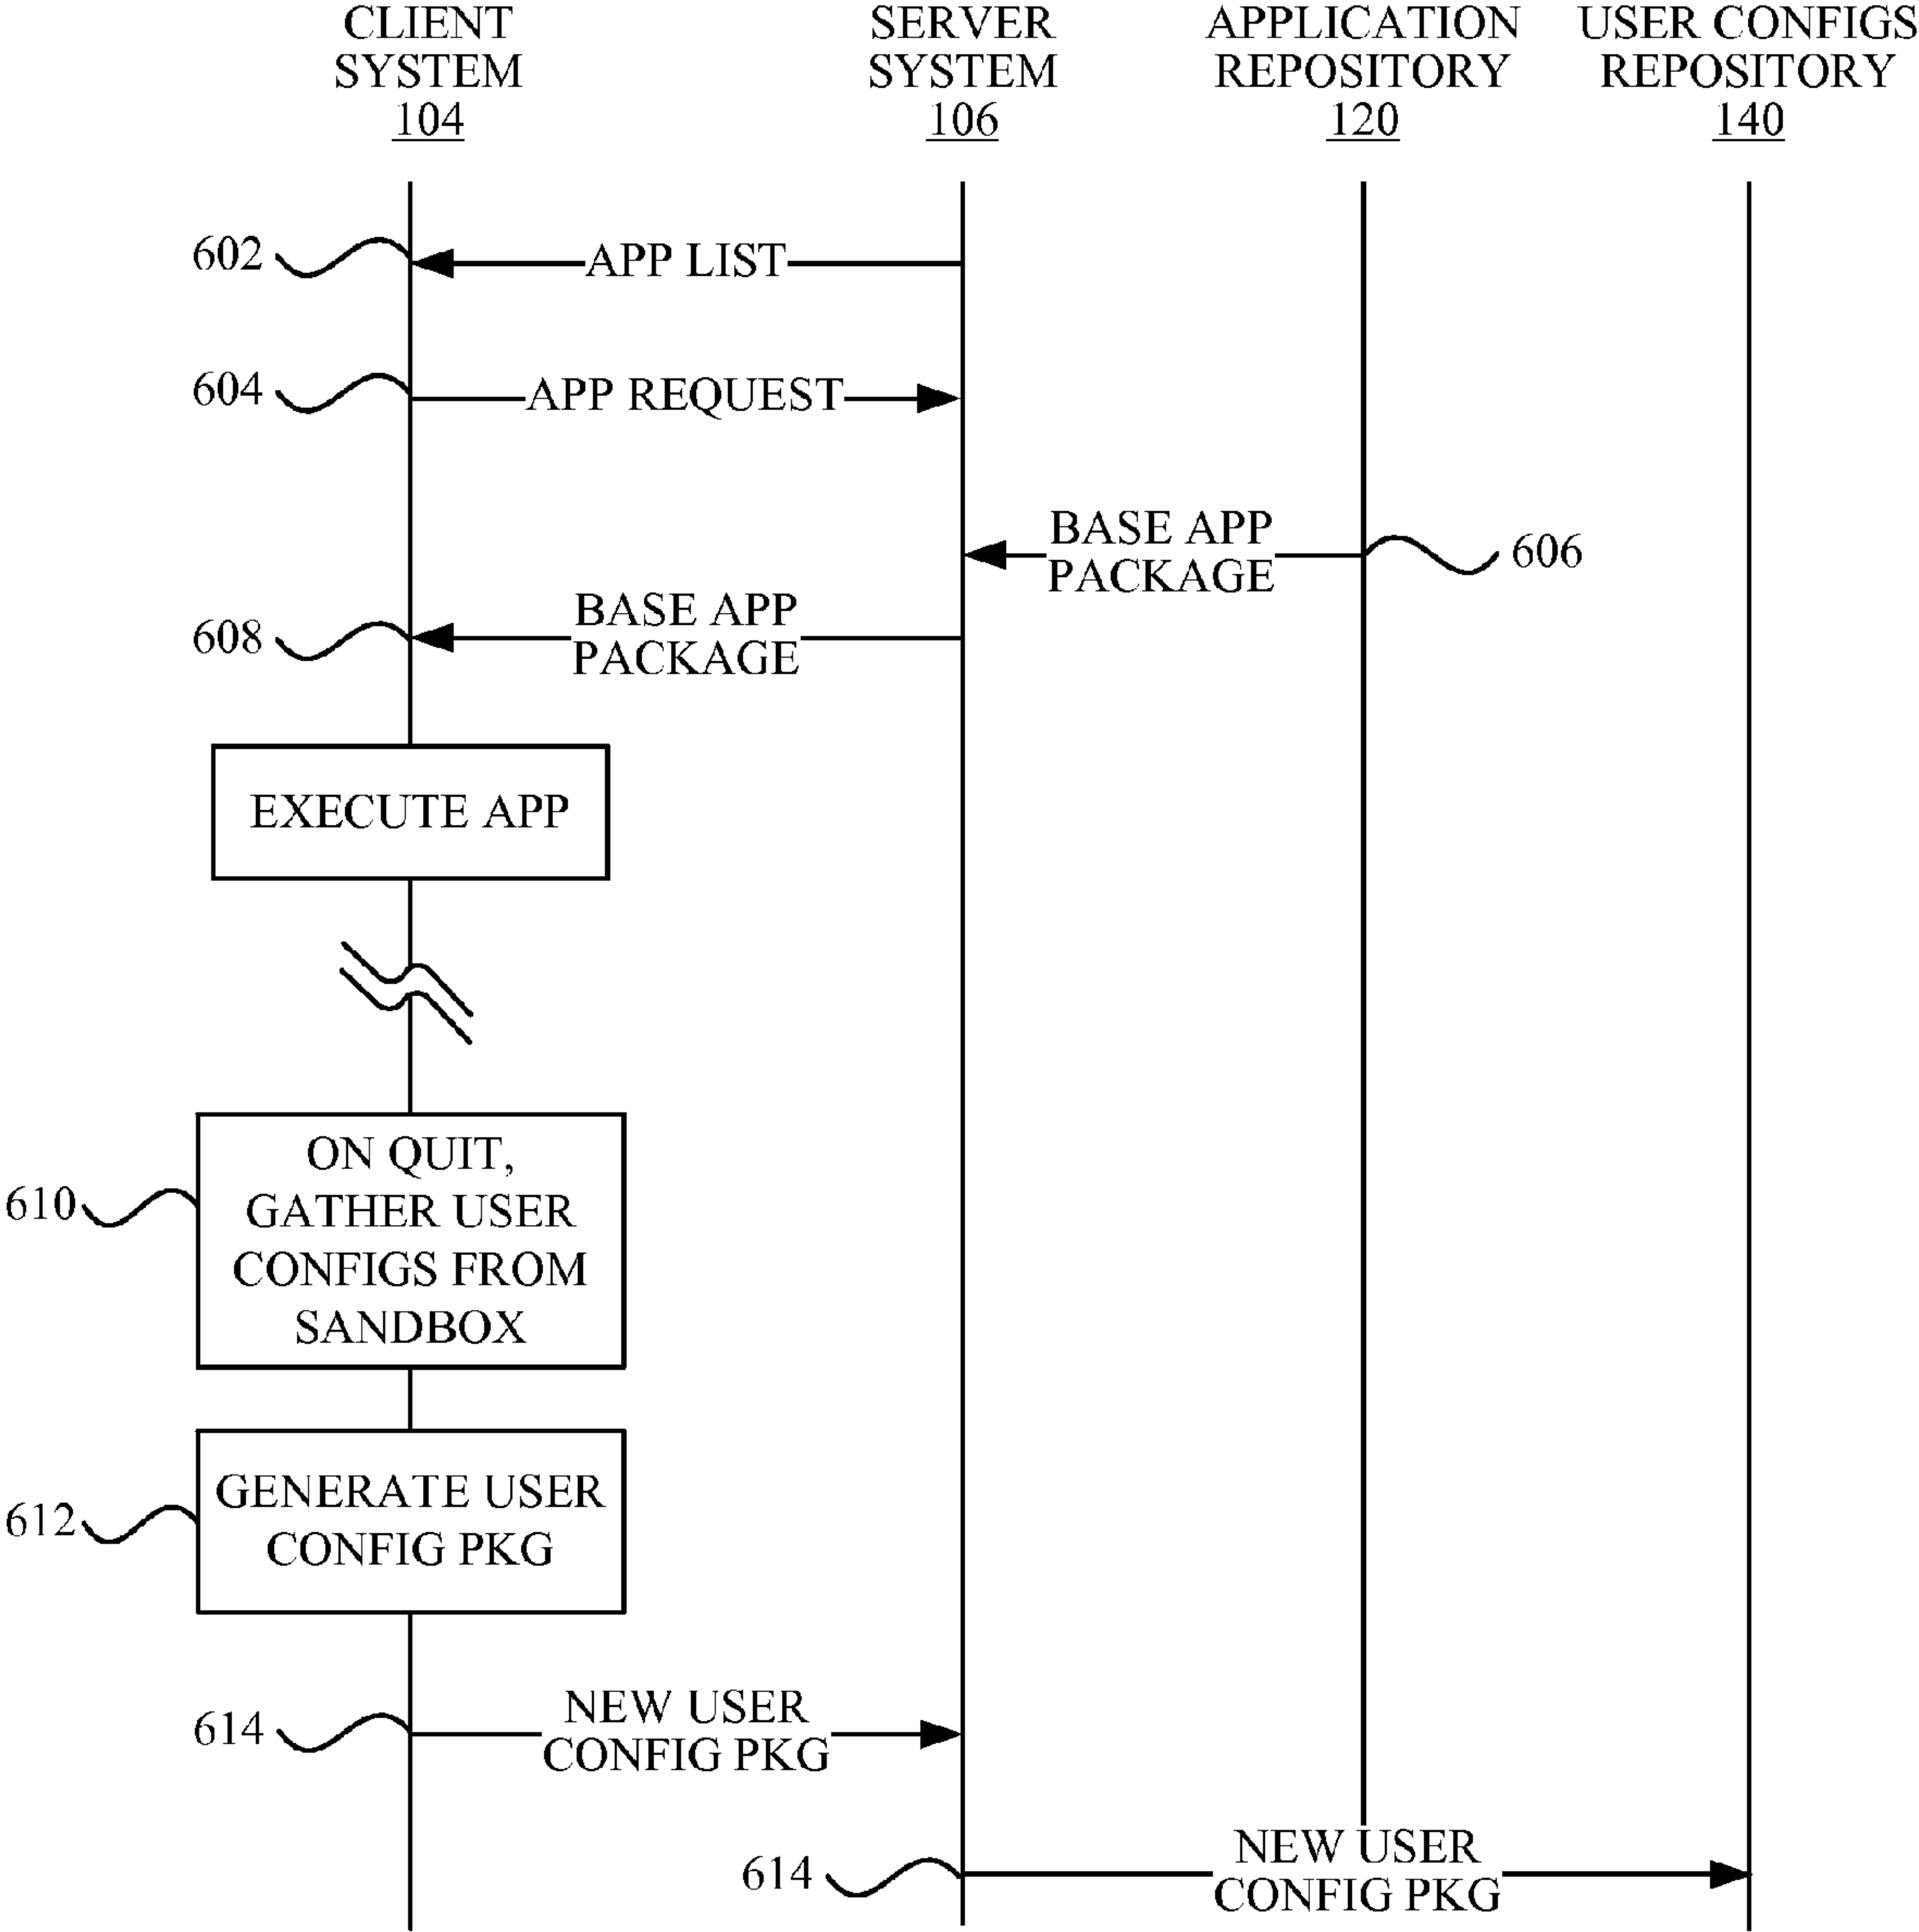 CLIENT
SYSTEM
104
SERVER
SYSTEM
106
APPLICATION
REPOSITORY
120
USER CONFIGS
REPOSITORY
140
602
APP LIST
604
APP REQUEST
BASE APP
PACKAGE
606
608
BASE APP
PACKAGE
EXECUTE APP
610
ON QUIT,
GATHER USER
CONFIGS FROM
SANDBOX
612
GENERATE USER
CONFIG PKG
614
NEW USER
CONFIG PKG
614
NEW USER
CONFIG PKG